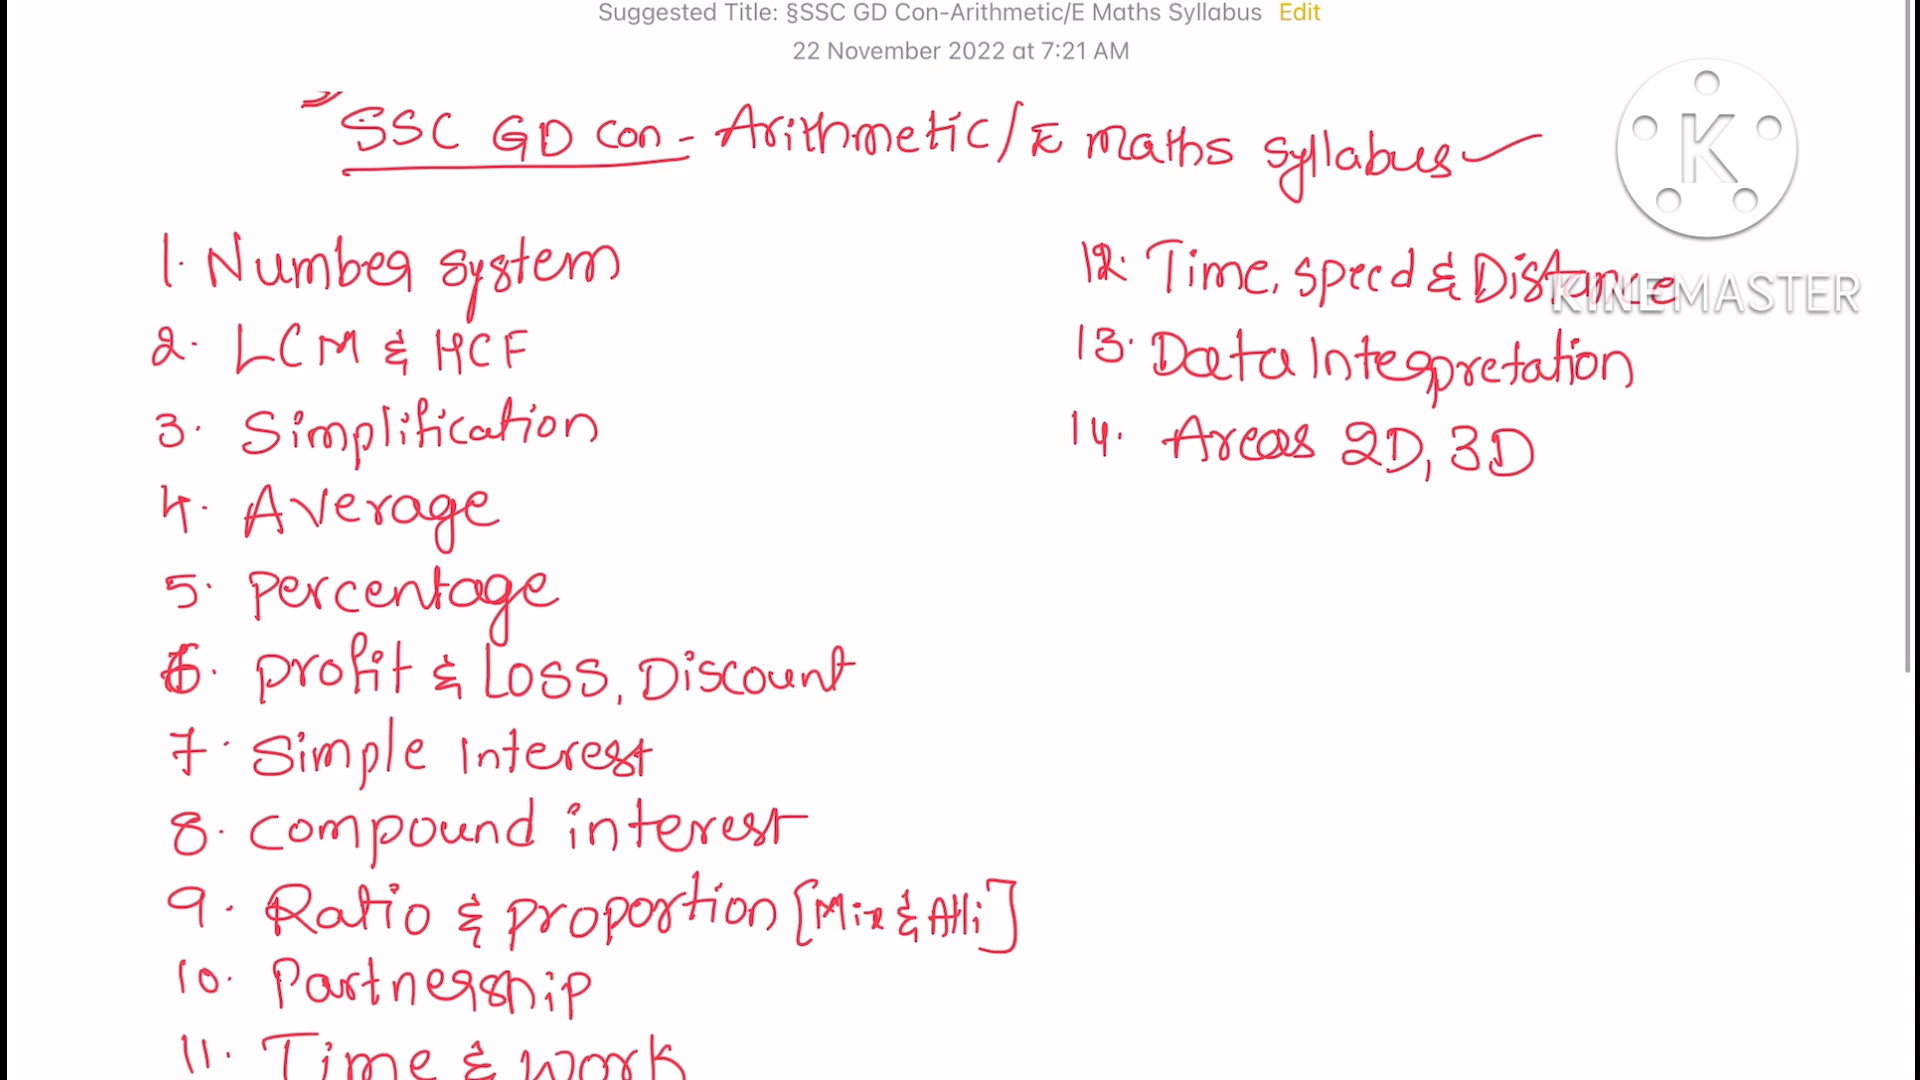 Suggested Title: §SSC GD Con-Arithmetic/E Maths Syllabus Edit
22 November 2022 at 7:21 AM
SSC GD Con - Arithmetic/E Maths Syllabus
1. Number system
2. LCM & HCF
3. Simplification
4. Average
5. Percentage
6. Profit & Loss, Discount
7. Simple Interest
8. Compound interest
9. Ratio & proportion [Mix & Alli]
10. Partnership
11. Time & work
12. Time, speed & Distance
13. Data Interpretation
14. Areas 2D, 3D
K
KINEMASTER